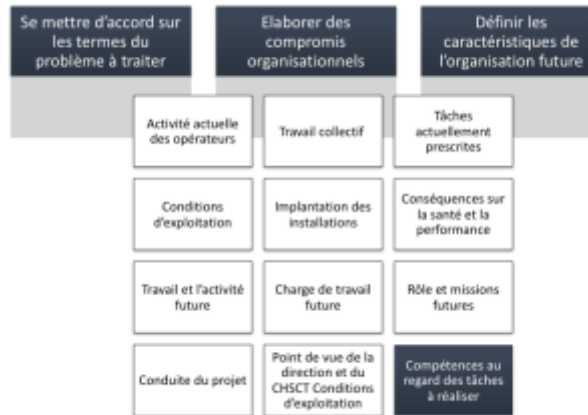 Se mettre d'accord sur
les termes du
problème à traiter
Elaborer des
compromis
organisationnels
Définir les
caractéristiques de
l'organisation future
Activité actuelle
des opérateurs
Travail collectif
Tâches
actuellement
prescrites
Conditions
d'exploitation
Implantation des
installations
Conséquences sur
la santé et la
performance
Travail et l'activité
future
Charge de travail
future
Rôle et missions
futures
Conduite du projet
Point de vue de la
direction et du
CHSCT Conditions
d'exploitation
Compétences au
regard des tâches
à réaliser